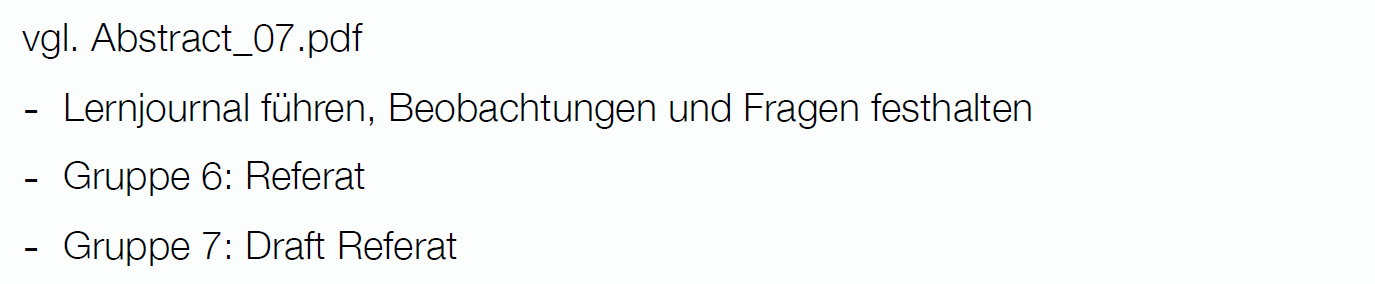 vgl. Abstract_07.pdf
- Lernjournal führen, Beobachtungen und Fragen festhalten
- Gruppe 6: Referat
- Gruppe 7: Draft Referat